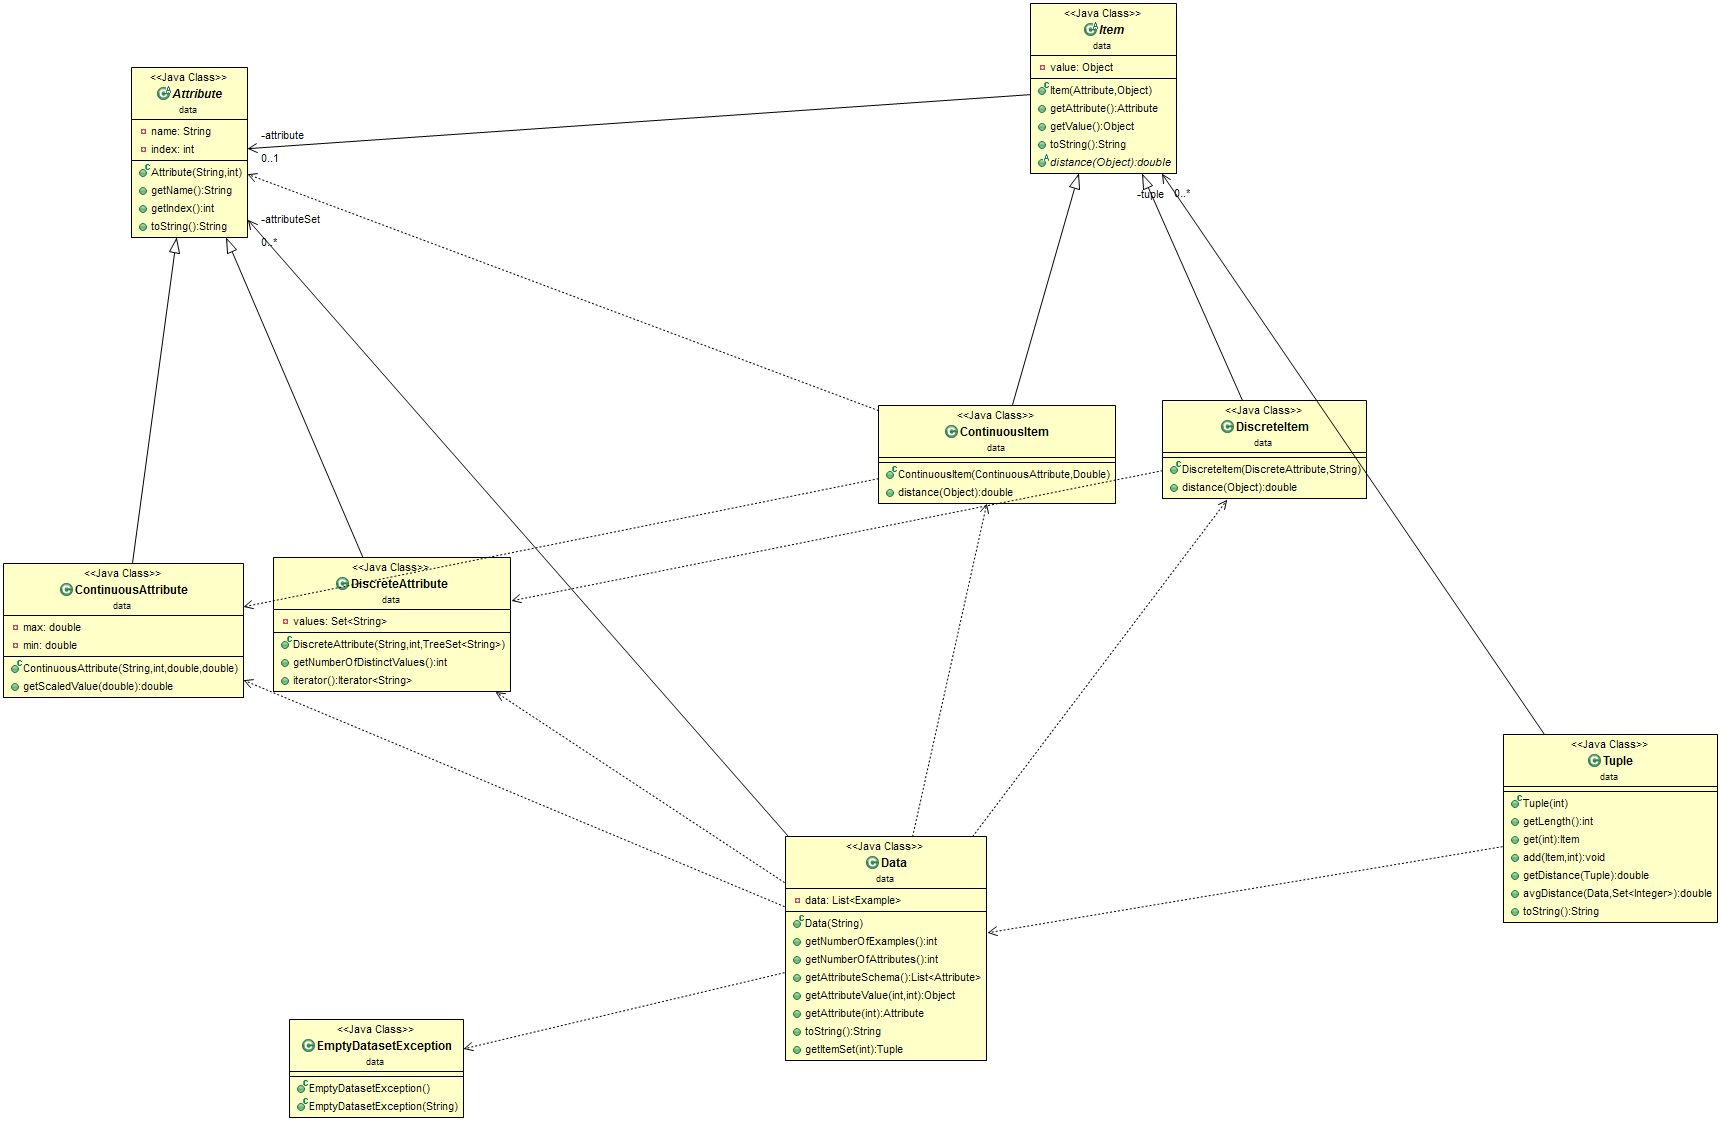 <<Java Class>>
Item
data
value: Object
Item(Attribute,Object)
getAttribute():Attribute
getValue():Object
toString():String
distance(Object):double
<<Java Class>>
Attribute
data
name: String
index: int
Attribute(String,int)
getName():String
getIndex():int
toString():String
-attribute
0..1
-attributeSet
0..*
-tuple
0..*
<<Java Class>>
ContinuousItem
data
ContinuousItem(ContinuousAttribute,Double)
distance(Object):double
<<Java Class>>
DiscreteItem
data
DiscreteItem(DiscreteAttribute,String)
distance(Object):double
<<Java Class>>
ContinuousAttribute
data
max: double
min: double
ContinuousAttribute(String,int,double,double)
getScaledValue(double):double
<<Java Class>>
DiscreteAttribute
data
values: Set<String>
DiscreteAttribute(String,int,TreeSet<String>)
getNumberOfDistinctValues():int
iterator():Iterator<String>
<<Java Class>>
Tuple
data
Tuple(int)
getLength():int
get(int):Item
add(Item,int):void
getDistance(Tuple):double
avgDistance(Data,Set<Integer>):double
toString():String
<<Java Class>>
Data
data
data: List<Example>
Data(String)
getNumberOfExamples():int
getNumberOfAttributes():int
getAttributeSchema():List<Attribute>
getAttributeValue(int,int):Object
getAttribute(int):Attribute
toString():String
getItemSet(int):Tuple
<<Java Class>>
EmptyDatasetException
data
EmptyDatasetException()
EmptyDatasetException(String)